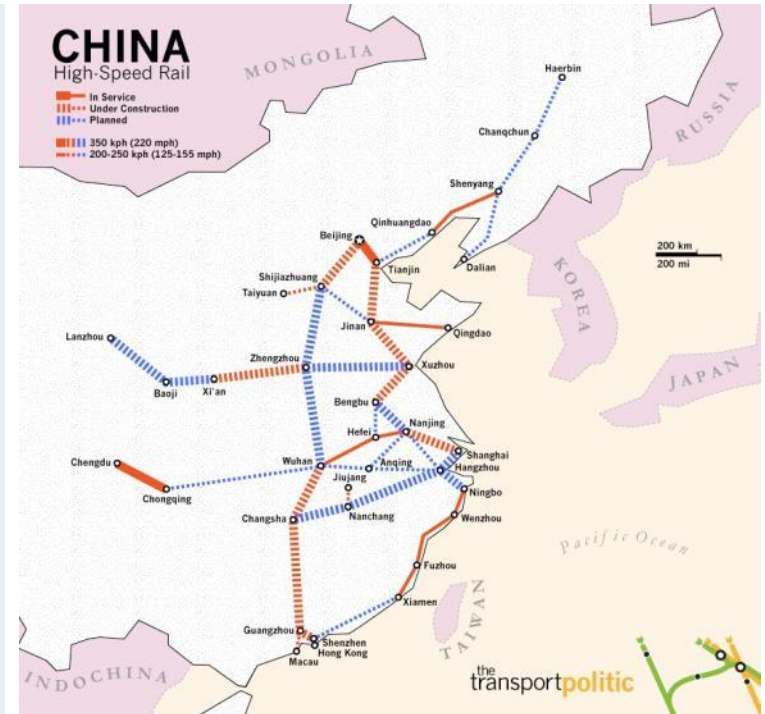 CHINA
High-Speed Rail
In Service
Under Construction
Planned
350 kph (220 mph)
200-250 kph (125-155 mph)
MONGOLIA
RUSSIA
Haerbin
Chanqchun
Shenyang
Qinhuangdao
Beijing
Tianjin
Dalian
200 km
200 mi
Shijiazhuang
Taiyuan
KOREA
Jinan
Qingdao
Lanzhou
Zhengzhou
Xuzhou
JAPAN
Baoji
Xi'an
Bengbu
Nanjing
Hefei
Shanghai
Chengdu
Wuhan
Anqing
Hangzhou
Jiujang
Chongqing
Ningbo
Changsha
Nanchang
Wenzhou
Pacific Ocean
Fuzhou
Xiamen
TAIWAN
Guangzhou
Shenzhen
Hong Kong
Macau
INDOCHINA
the
transportpolitic